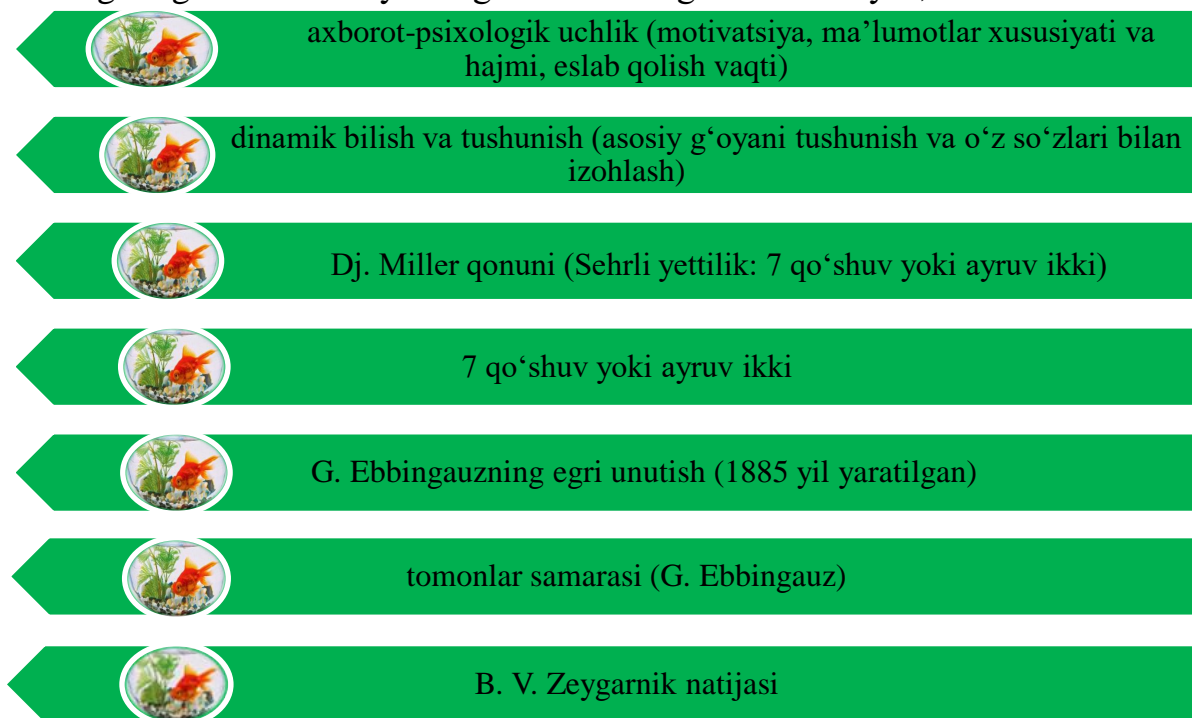 axborot-psixologik uchlik (motivatsiya, ma’lumotlar xususiyati va
hajmi, eslab qolish vaqti)
dinamik bilish va tushunish (asosiy g‘oyani tushunish va o‘z so‘zlari bilan
izohlash)
Dj. Miller qonuni (Sehrli yettilik: 7 qo‘shuv yoki ayruv ikki)
7 qo‘shuv yoki ayruv ikki
G. Ebbingauzning egri unutish (1885 yil yaratilgan)
tomonlar samarasi (G. Ebbingauz)
B. V. Zeygarnik natijasi